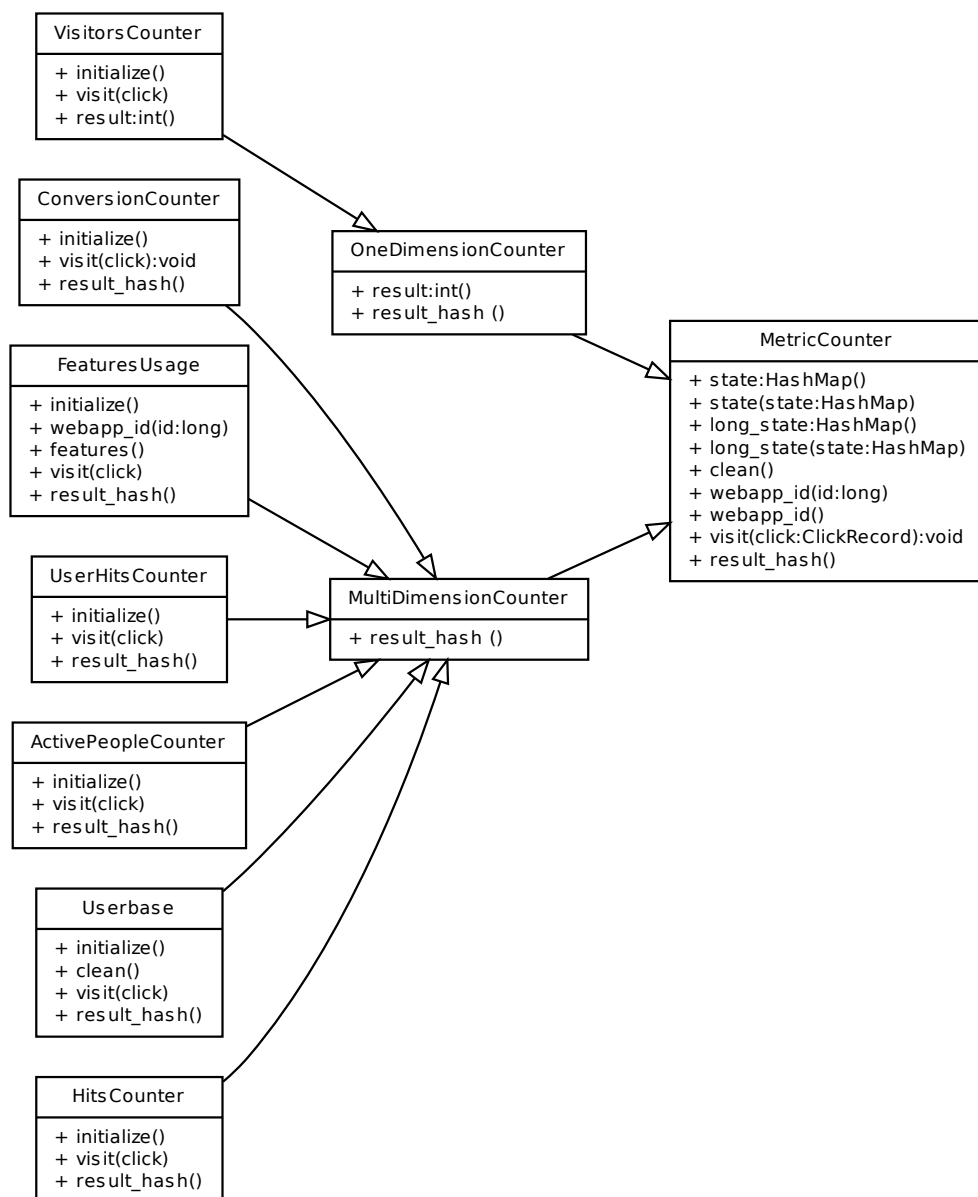 VisitorsCounter
+ initialize()
+ visit(click)
+ result:int()
ConversionCounter
+ initialize()
+ visit(click):void
+ result_hash()
OneDimensionCounter
+ result:int()
+ result_hash ()
MetricCounter
+ state:HashMap()
+ state(state:HashMap)
+ long_state:HashMap()
+ long_state(state:HashMap)
+ clean()
+ webapp_id(id:long)
+ webapp_id()
+ visit(click:ClickRecord):void
+ result_hash()
FeaturesUsage
+ initialize()
+ webapp_id(id:long)
+ features()
+ visit(click)
+ result_hash()
UserHitsCounter
+ initialize()
+ visit(click)
+ result_hash()
MultiDimensionCounter
+ result_hash ()
ActivePeopleCounter
+ initialize()
+ visit(click)
+ result_hash()
Userbase
+ initialize()
+ clean()
+ visit(click)
+ result_hash()
HitsCounter
+ initialize()
+ visit(click)
+ result_hash()